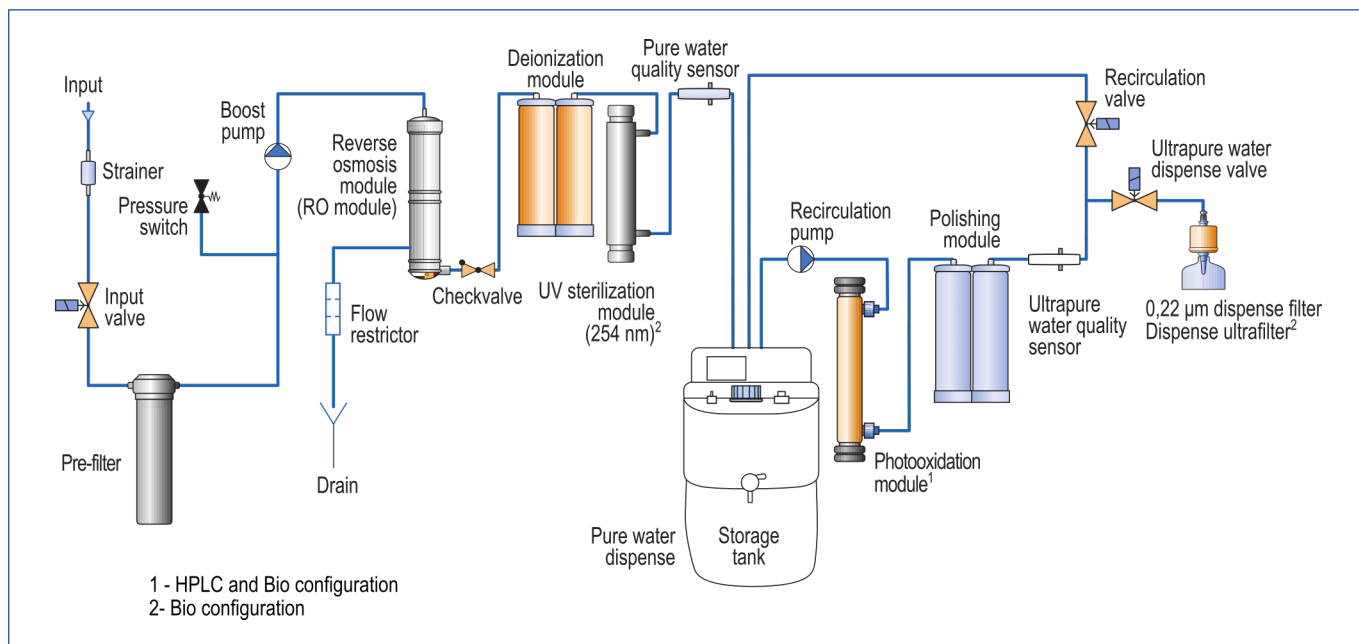 Input
Strainer
Pressure
switch
Input
valve
Pre-filter
Boost
pump
Reverse
osmosis
module
(RO module)
Flow
restrictor
Drain
Checkvalve
Deionization
module
UV sterilization
module
(254 nm)²
Pure water
quality sensor
Pure water
dispense
Storage
tank
Recirculation
pump
Photooxidation
module¹
Polishing
module
Ultrapure
water quality
sensor
Recirculation
valve
Ultrapure water
dispense valve
0,22 µm dispense filter
Dispense ultrafilter²
1 - HPLC and Bio configuration
2- Bio configuration